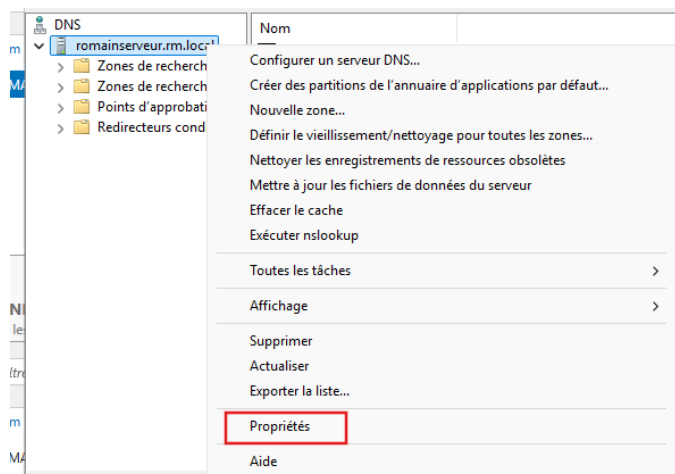 DNS
Nom
romainserveur.rm.local
Zones de recherch
Zones de recherch
Points d'approbati
Redirecteurs cond
Configurer un serveur DNS...
Créer des partitions de l'annuaire d'applications par défaut...
Nouvelle zone...
Définir le vieillissement/nettoyage pour toutes les zones...
Nettoyer les enregistrements de ressources obsolètes
Mettre à jour les fichiers de données du serveur
Effacer le cache
Exécuter nslookup
Toutes les tâches
Affichage
Supprimer
Actualiser
Exporter la liste...
Propriétés
Aide